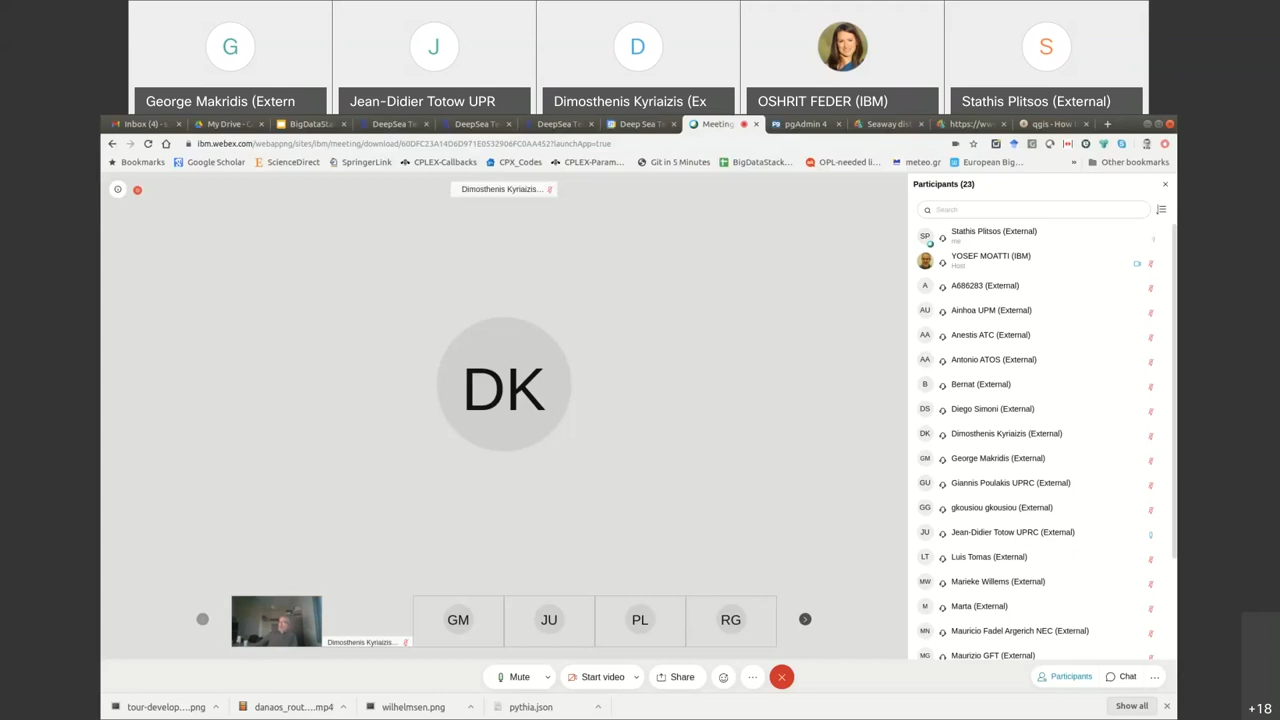 G
J
D
S
George Makridis (Extern
Jean-Didier Totow UPR
Dimosthenis Kyriaizis (Ex
OSHRIT FEDER (IBM)
Stathis Plitsos (External)
Inbox (4) - s
My Drive - G
BigDataSta
DeepSea Te
DeepSea Te
DeepSea Te
Deep Sea T
Meeting
pgAdmin 4
Seaway dist
https://ww
qgis - How t
ibm.webex.com/webappng/sites/ibm/meeting/download/60DFC23A14D6D971E0532906FC0AA452?launchApp=true
Bookmarks
Google Scholar
ScienceDirect
SpringerLink
CPLEX-Callbacks
CPX_Codes
CPLEX-Param...
Git in 5 Minutes
BigDataStack...
OPL-needed li...
meteo.gr
European Big...
»
Other bookmarks
Dimosthenis Kyriaizis...
DK
Participants (23)
Search
SP
Stathis Plitsos (External)
me
YOSEF MOATTI (IBM)
Host
A
A686283 (External)
AU
Ainhoa UPM (External)
AA
Anestis ATC (External)
AA
Antonio ATOS (External)
B
Bernat (External)
DS
Diego Simoni (External)
DK
Dimosthenis Kyriaizis (External)
GM
George Makridis (External)
GU
Giannis Poulakis UPRC (External)
GG
gkousiou gkousiou (External)
JU
Jean-Didier Totow UPRC (External)
LT
Luis Tomas (External)
MW
Marieke Willems (External)
M
Marta (External)
MN
Mauricio Fadel Argerich NEC (External)
MG
Maurizio GFT (External)
Dimosthenis Kyriaizis...
GM
JU
PL
RG
Mute
Start video
Share
Participants
Chat
tour-develop....png
danaos_rout....mp4
wilhelmsen.png
pythia.json
Show all
+18